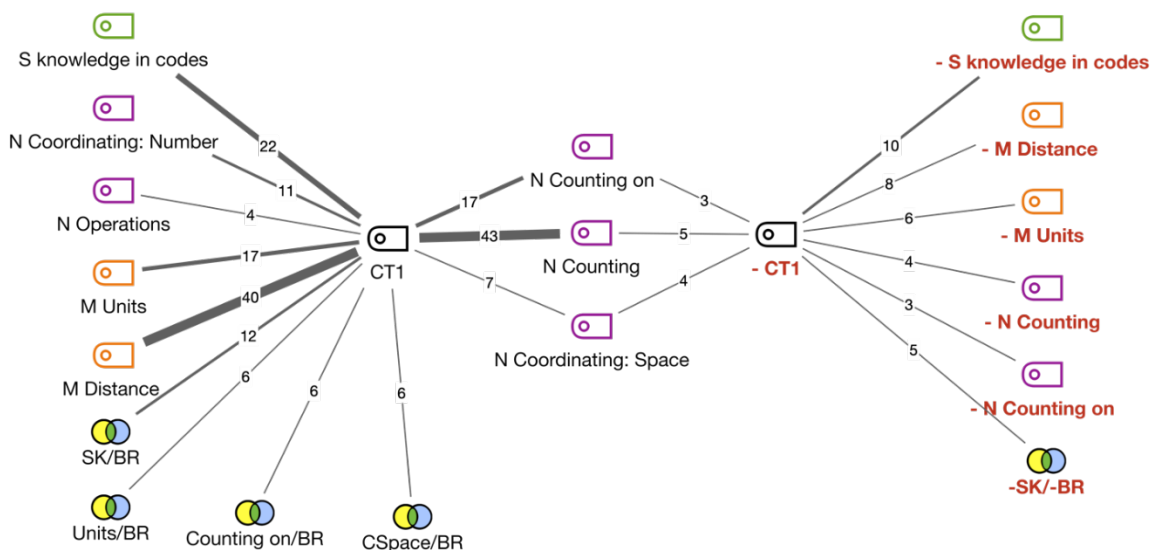 S knowledge in codes
N Coordinating: Number
N Operations
M Units
M Distance
SK/BR
Units/BR
Counting on/BR
CSpace/BR
22
11
4
17
40
12
6
6
6
CT1
17
43
7
N Counting on
N Counting
N Coordinating: Space
3
5
4
- CT1
10
8
6
4
3
5
- S knowledge in codes
- M Distance
- M Units
- N Counting
- N Counting on
-SK/-BR